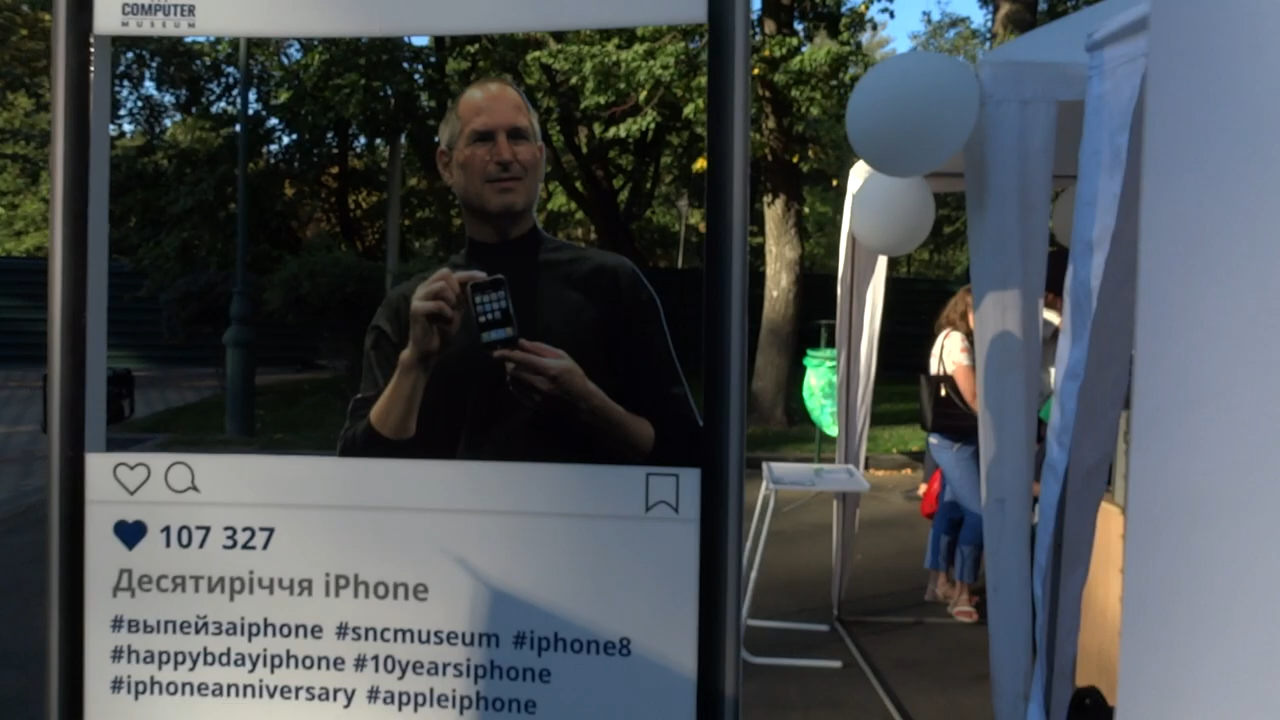 COMPUTER
MUSEUM
107 327
Десятиріччя iPhone
#выпейзаiphone #sncmuseum #iphone8
#happybdayiphone #10yearsiphone
#iphoneanniversary #appleiphone